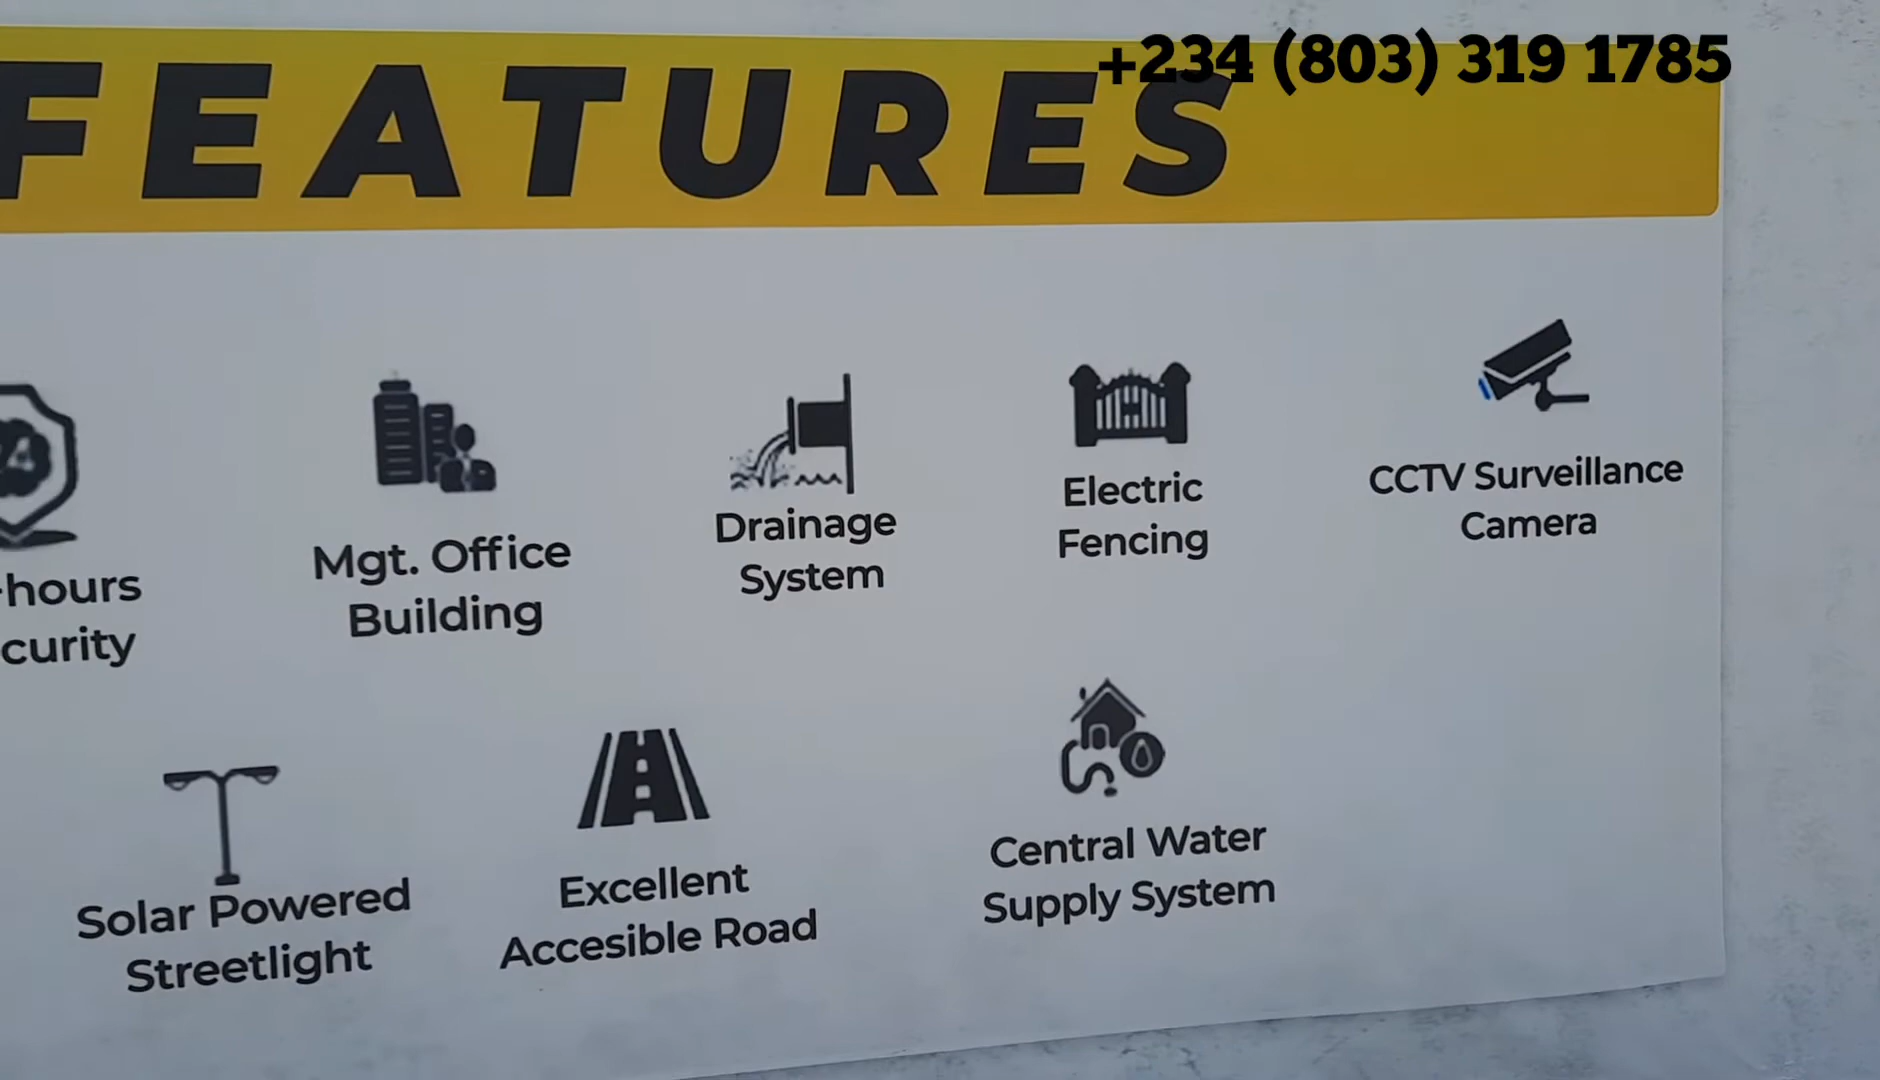 +234 (803) 319 1785
FEATURES
-hours
curity
Mgt. Office
Building
Drainage
System
Electric
Fencing
CCTV Surveillance
Camera
Solar Powered
Streetlight
Excellent
Accesible Road
Central Water
Supply System